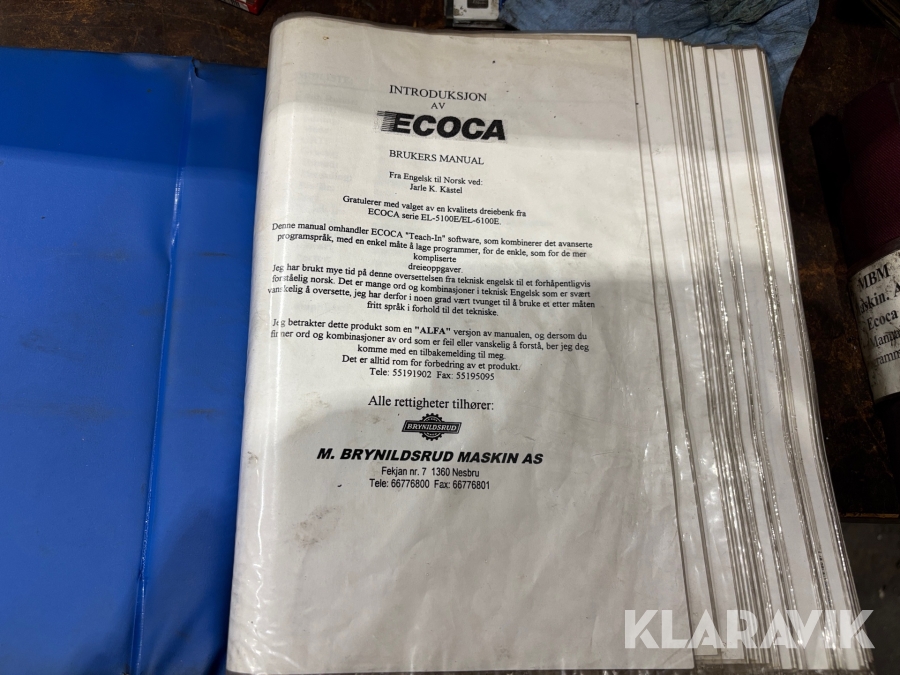 INTRODUKSJON
AV
ECOCA
BRUKERS MANUAL
Fra Engelsk til Norsk ved:
Jarle K. Kästel
Gratulerer med valget av en kvalitets dreiebenk fra
ECOCA serie EL-5100E/EL-6100E.
Denne manual omhandler ECOCA "Teach-In" software, som kombinerer det avanserte
programspråk, med en enkel måte å lage programmer, for de enkle, som for de mer
kompliserte
dreieoppgaver.
Jeg har brukt mye tid på denne oversettelsen fra teknisk engelsk til et forhåpentligvis
forståelig norsk. Det er mange ord og kombinasjoner i teknisk Engelsk som er svært
vanskelig å oversette, jeg har derfor i noen grad vært tvunget til å bruke et etter måten
fritt språk i forhold til det tekniske.
Jeg betrakter dette produkt som en "ALFA" versjon av manualen, og dersom du
finner ord og kombinasjoner av ord som er feil eller vanskelig å forstå, ber jeg deg
komme med en tilbakemelding til meg.
Det er alltid rom for forbedring av et produkt.
Tele: 55191902 Fax: 55195095
Alle rettigheter tilhører:
BRYNILDSRUD
M. BRYNILDSRUD MASKIN AS
Fekjan nr. 7 1360 Nesbru
Tele: 66776800 Fax: 66776801
MBM
Ecoca
KLARAVIK